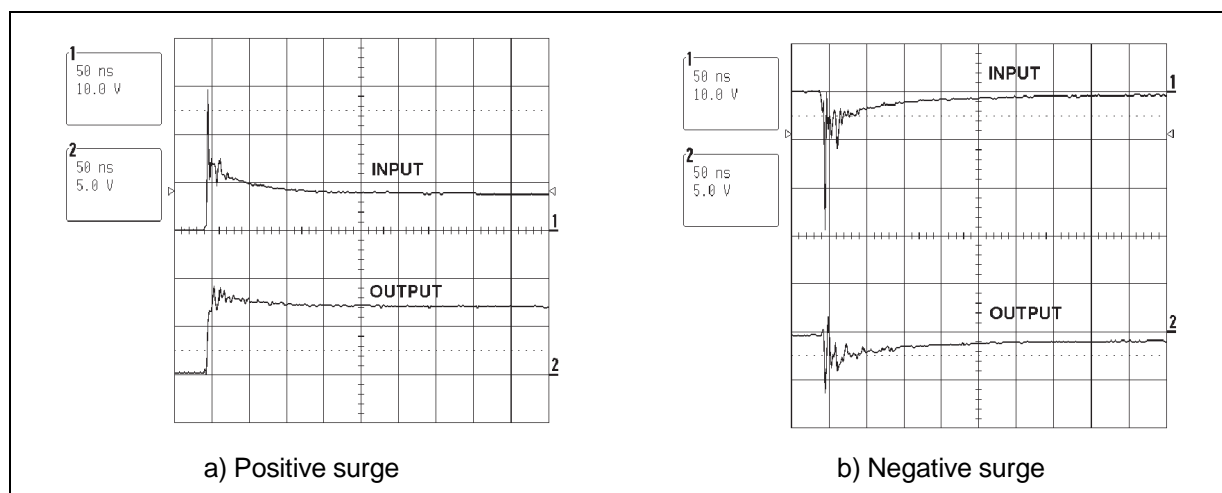 1
50 ns
10.0 V
2
50 ns
5.0 V
INPUT
1
OUTPUT
2
a) Positive surge
1
50 ns
10.0 V
2
50 ns
5.0 V
INPUT
1
OUTPUT
2
b) Negative surge